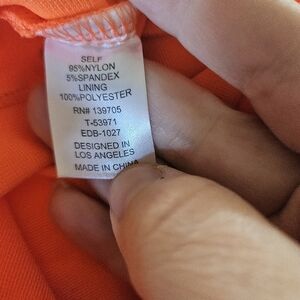 SELF
95%NYLON
5%SPANDEX
LINING
100%POLYESTER
RN# 139705
T-53971
EDB-1027
DESIGNED IN
LOS ANGELES
MADE IN CHINA